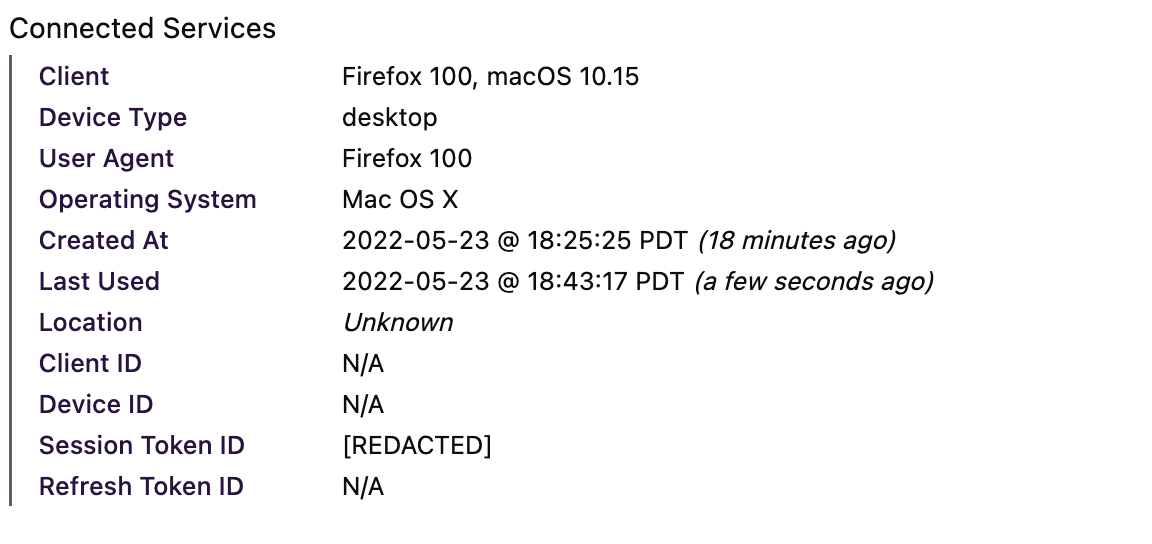 Connected Services
Client Firefox 100, macOS 10.15
Device Type desktop
User Agent Firefox 100
Operating System Mac OS X
Created At 2022-05-23 @ 18:25:25 PDT (18 minutes ago)
Last Used 2022-05-23 @ 18:43:17 PDT (a few seconds ago)
Location Unknown
Client ID N/A
Device ID N/A
Session Token ID [REDACTED]
Refresh Token ID N/A